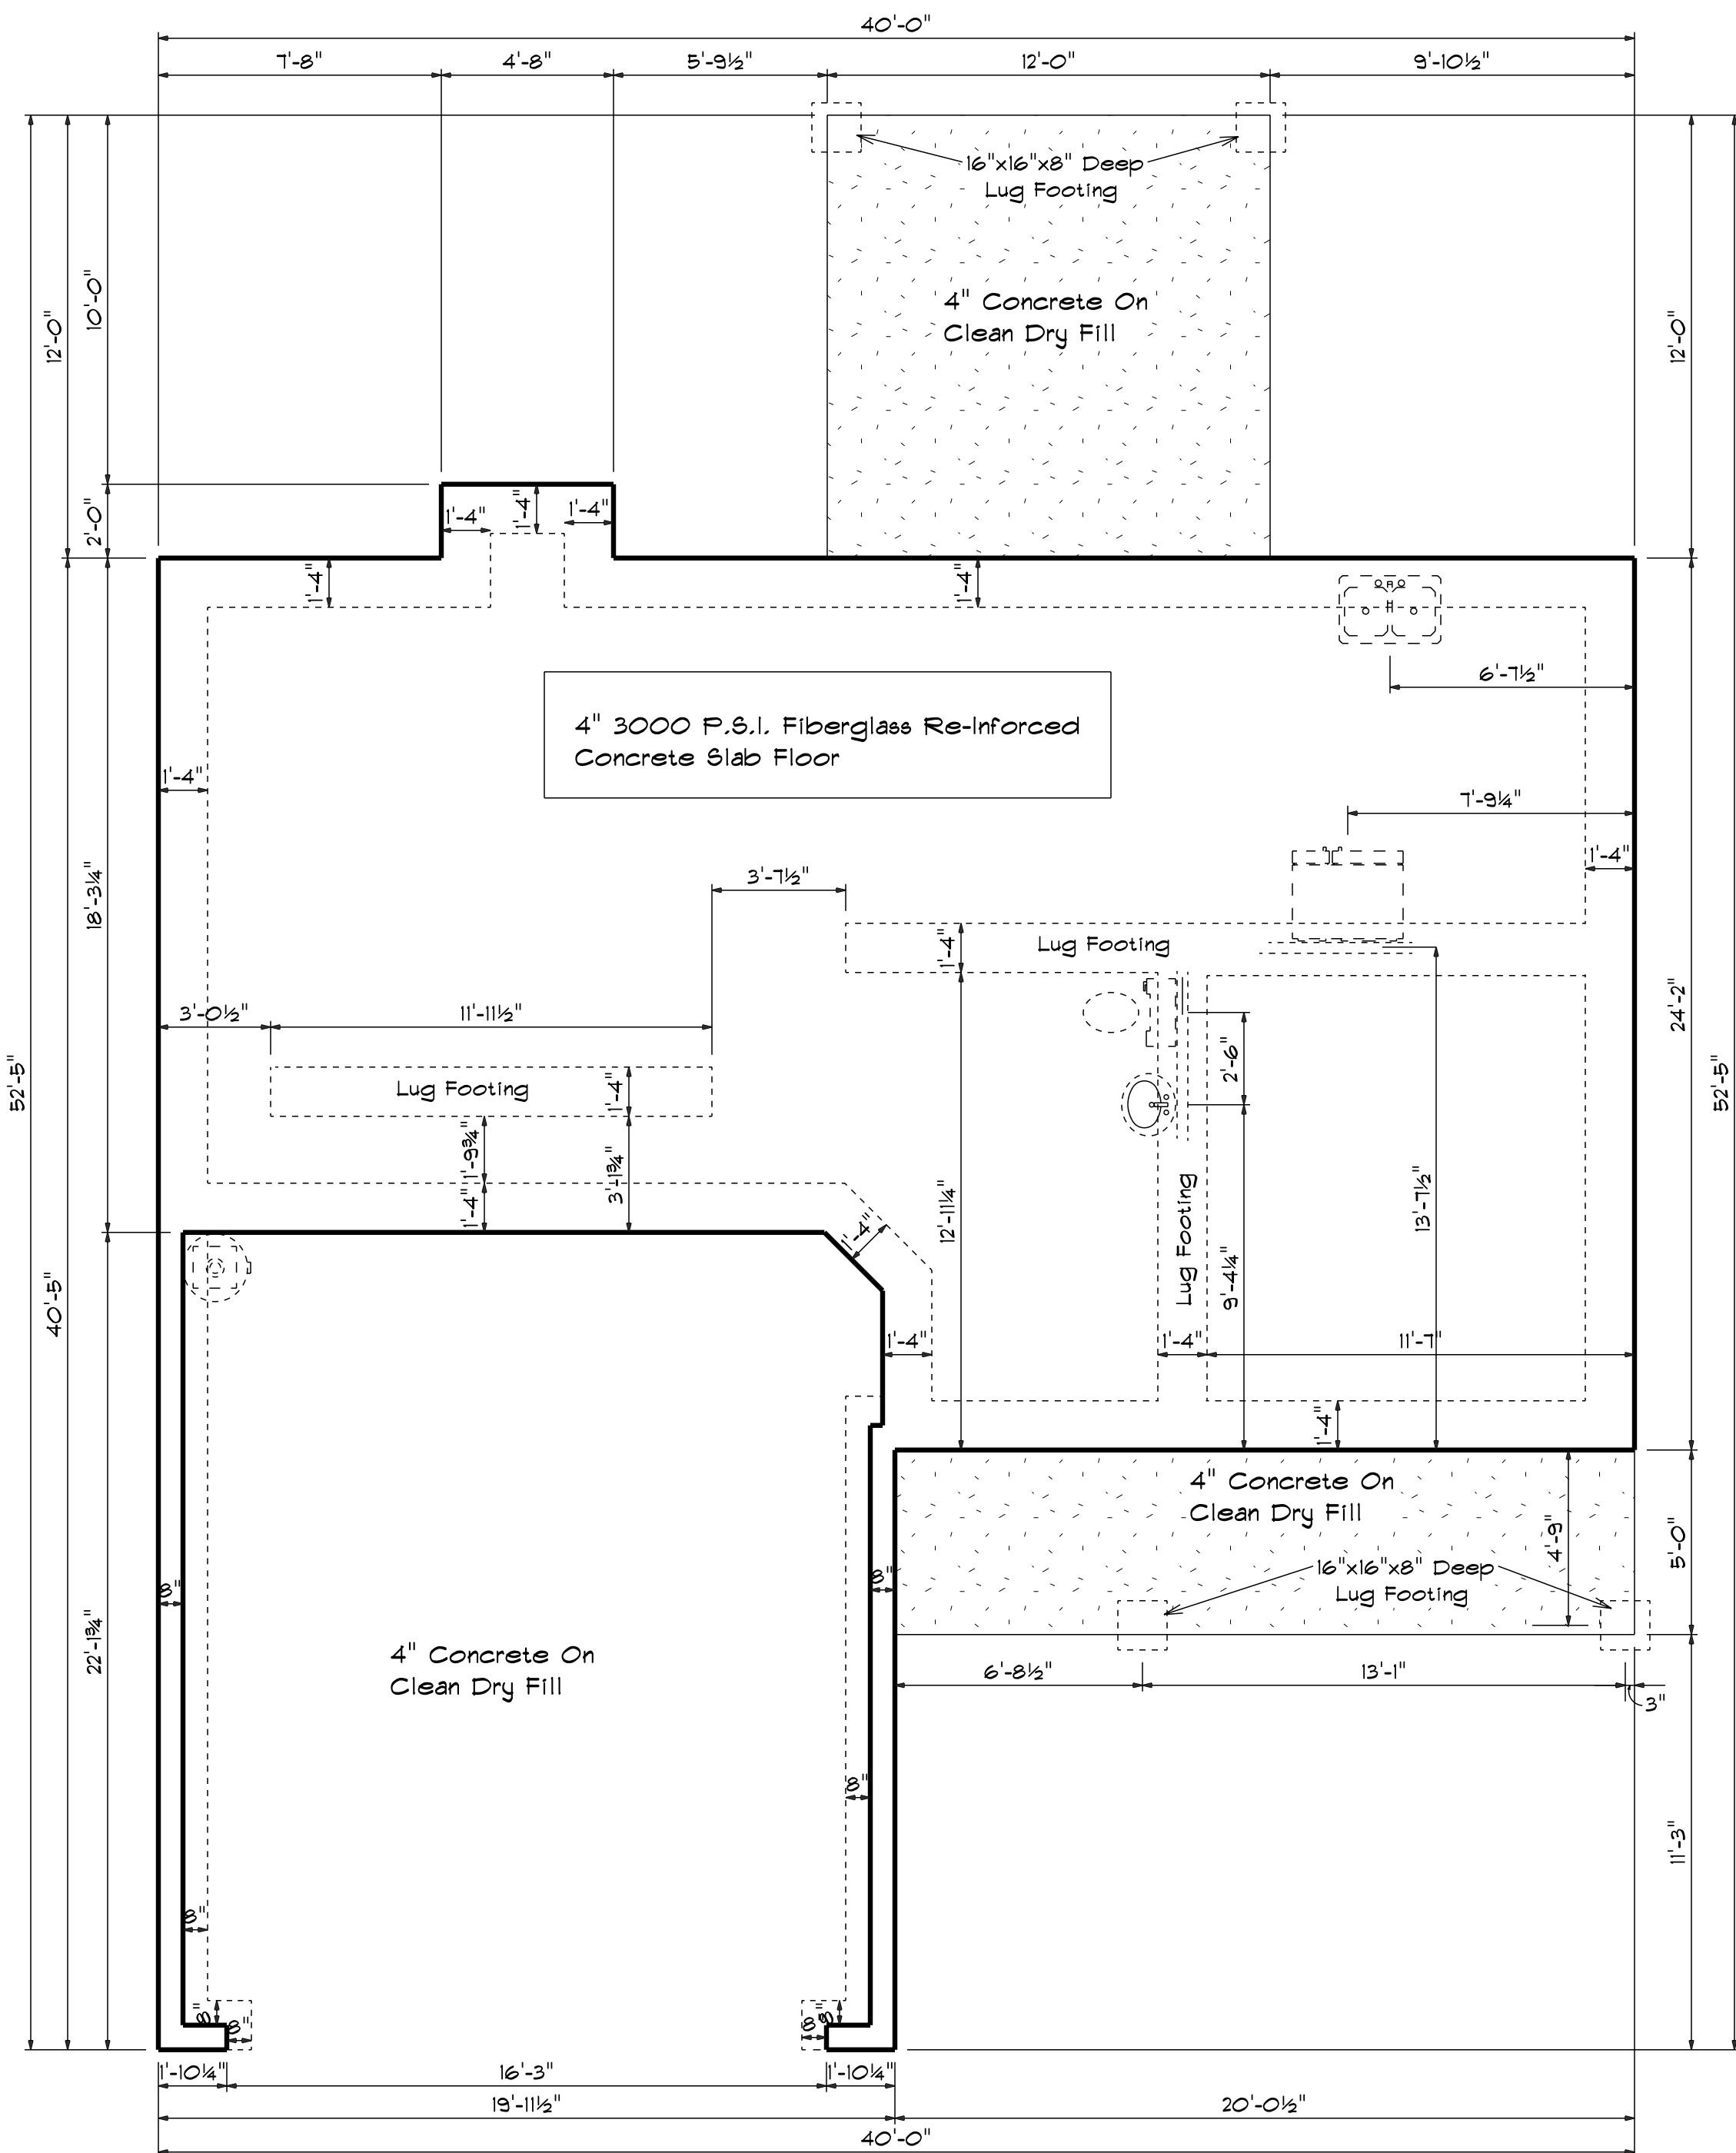 40'-0"
7'-8" 4'-8" 5'-9½" 12'-0" 9'-10½"
16"x16"x8" Deep
Lug Footing
10'-0"
12'-0"
12'-0"
4" Concrete On
Clean Dry Fill
2'-0"
1'-4" 1'-4" 1'-4"
1'-4" 1'-4"
6'-7½"
4" 3000 P.S.I. Fiberglass Re-Inforced
Concrete Slab Floor
1'-4"
7'-9¼"
1'-4"
3'-7½"
18'-3¼"
1'-4"
Lug Footing
3'-0½" 11'-11½"
24'-2"
2'-6"
52'-5"
52'-5"
Lug Footing
1'-4"
1'-9¾"
3'-1¾"
1'-4"
12'-11¼"
13'-7½"
1'-4"
Lug Footing
9'-4¼"
40'-5"
1'-4" 1'-4" 11'-7"
1'-4"
4" Concrete On
Clean Dry Fill
4'-9"
5'-0"
16"x16"x8" Deep
Lug Footing
8"
8"
22'-1¾"
4" Concrete On
Clean Dry Fill
6'-8½" 13'-1"
3"
8"
11'-3"
8"
8"
8"
8"
8"
1'-10¼" 16'-3" 1'-10¼"
19'-11½" 20'-0½"
40'-0"